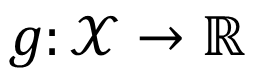 g: 𝒳 → ℝ